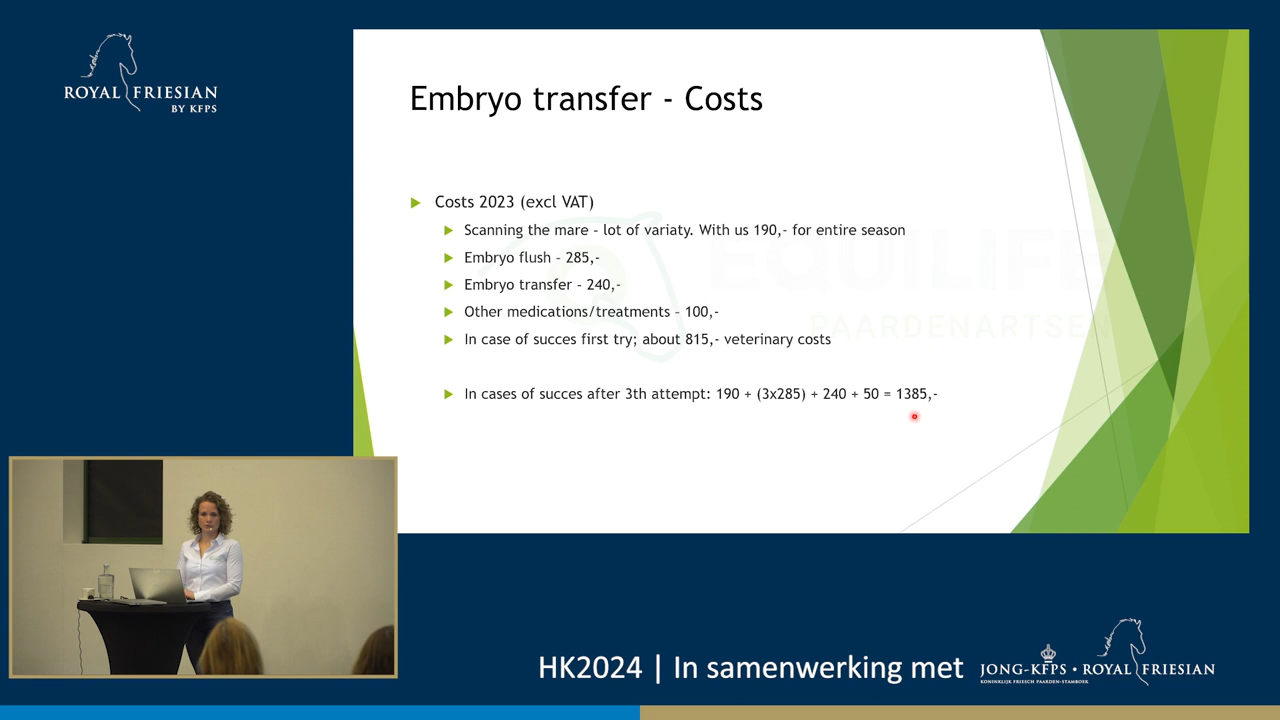 ROYAL FRIESIAN
BY KFPS
Embryo transfer - Costs
Costs 2023 (excl VAT)
Scanning the mare - lot of variaty. With us 190,- for entire season
Embryo flush - 285,-
Embryo transfer - 240,-
Other medications/treatments - 100,-
In case of succes first try; about 815,- veterinary costs
In cases of succes after 3th attempt: 190 + (3x285) + 240 + 50 = 1385,-
EQUILIFE
PAARDENARTSEN
HK2024 | In samenwerking met
JONG-KFPS • ROYAL FRIESIAN
KONINKLIJK FRIESCH PAARDEN-STAMBOEK